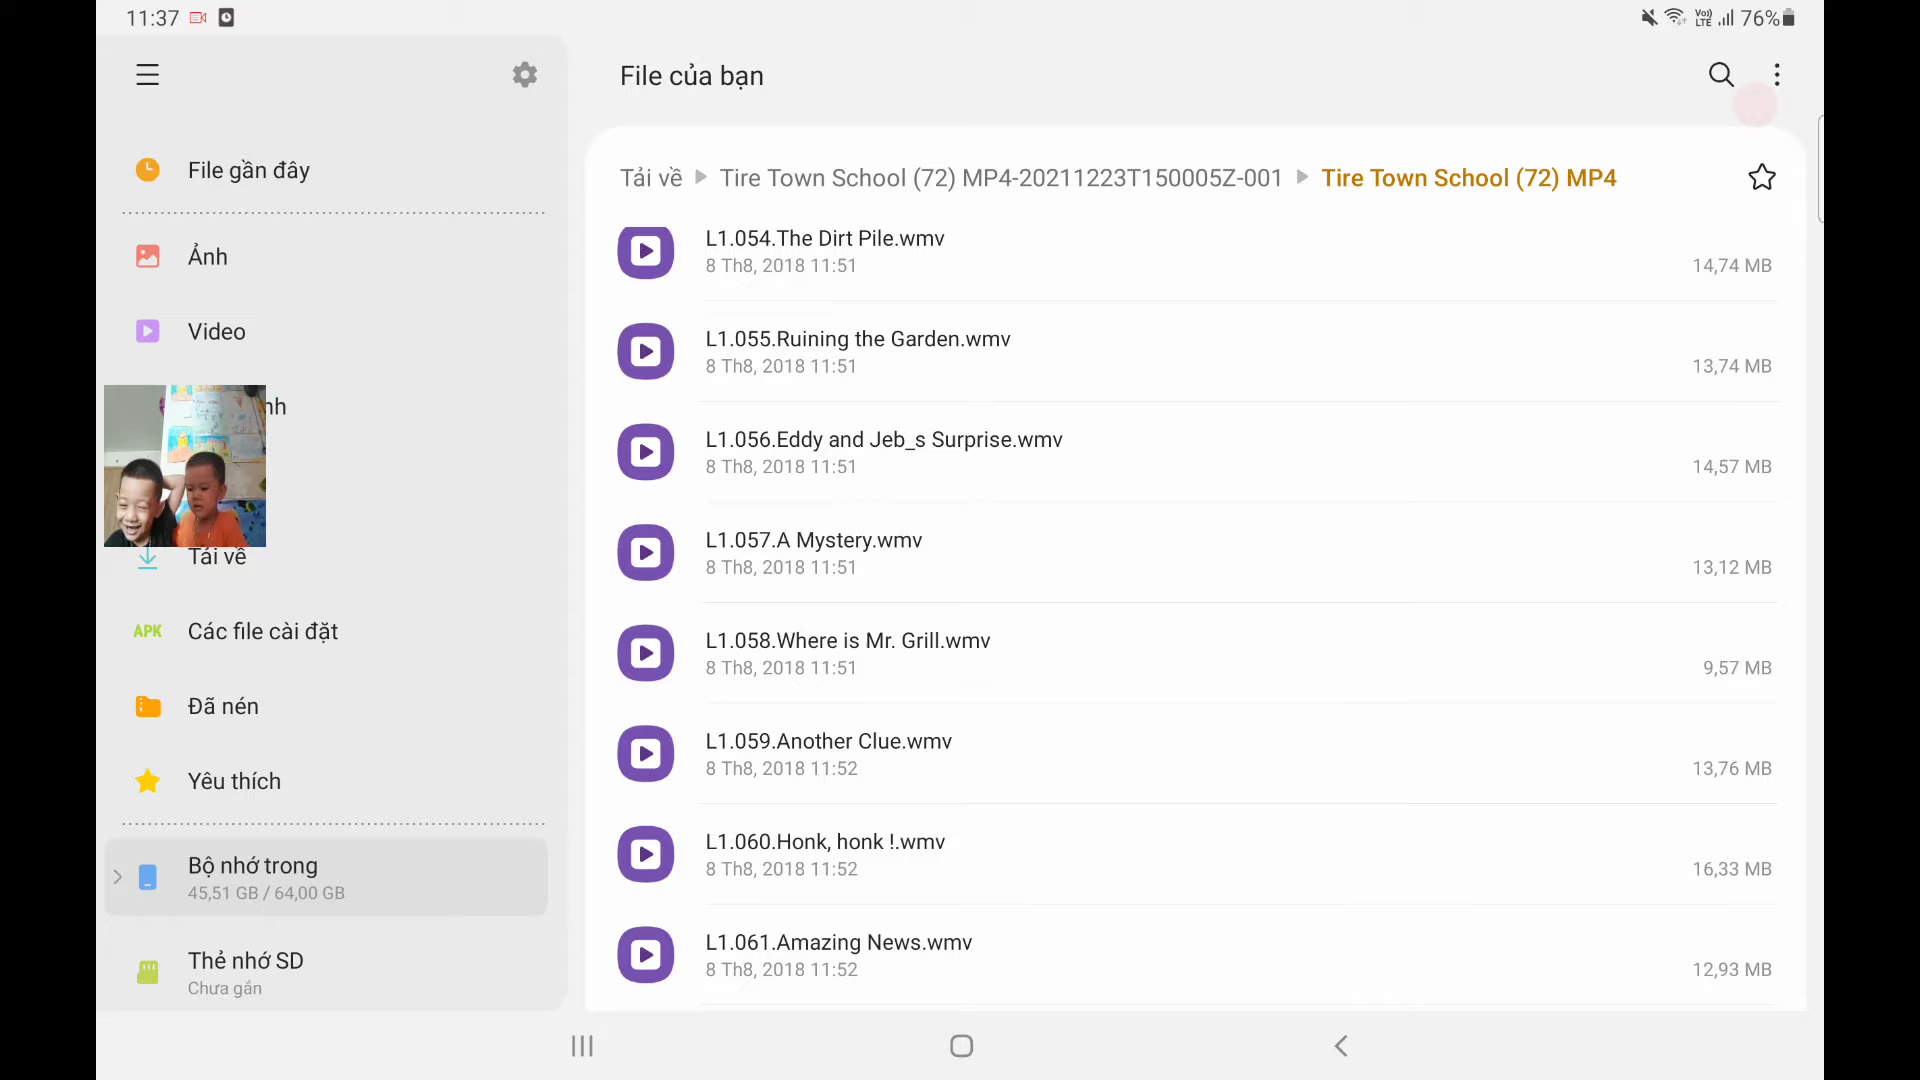 11:37
Vo))
LTE
76%
File của bạn
File gần đây
Ảnh
Video
nh
Tải về
APK
Các file cài đặt
Đã nén
Yêu thích
Bộ nhớ trong
45,51 GB / 64,00 GB
Thẻ nhớ SD
Chưa gắn
Tải về
Tire Town School (72) MP4-20211223T150005Z-001
Tire Town School (72) MP4
L1.054.The Dirt Pile.wmv
8 Th8, 2018 11:51
14,74 MB
L1.055.Ruining the Garden.wmv
8 Th8, 2018 11:51
13,74 MB
L1.056.Eddy and Jeb_s Surprise.wmv
8 Th8, 2018 11:51
14,57 MB
L1.057.A Mystery.wmv
8 Th8, 2018 11:51
13,12 MB
L1.058.Where is Mr. Grill.wmv
8 Th8, 2018 11:51
9,57 MB
L1.059.Another Clue.wmv
8 Th8, 2018 11:52
13,76 MB
L1.060.Honk, honk !.wmv
8 Th8, 2018 11:52
16,33 MB
L1.061.Amazing News.wmv
8 Th8, 2018 11:52
12,93 MB